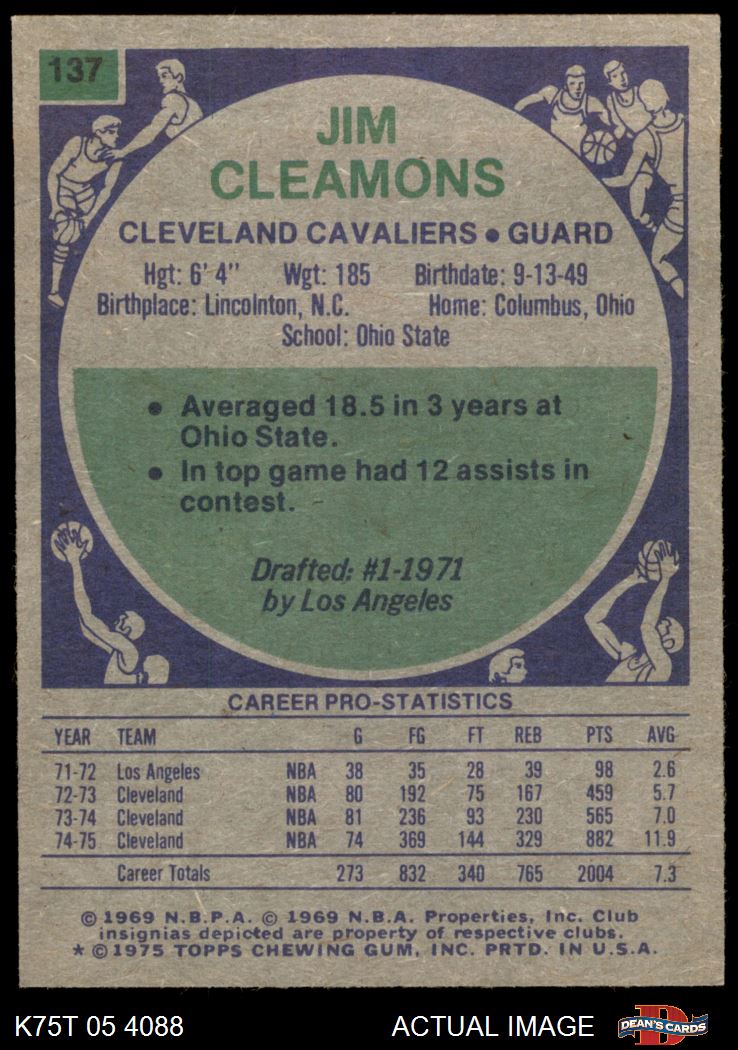 137
JIM
CLEAMONS
CLEVELAND CAVALIERS • GUARD
Hgt: 6' 4" Wgt: 185 Birthdate: 9-13-49
Birthplace: Lincolnton, N.C. Home: Columbus, Ohio
School: Ohio State
• Averaged 18.5 in 3 years at
Ohio State.
• In top game had 12 assists in
contest.
Drafted: #1-1971
by Los Angeles
CAREER PRO-STATISTICS
YEAR TEAM G FG FT REB PTS AVG
71-72 Los Angeles NBA 38 35 28 39 98 2.6
72-73 Cleveland NBA 80 192 75 167 459 5.7
73-74 Cleveland NBA 81 236 93 230 565 7.0
74-75 Cleveland NBA 74 369 144 329 882 11.9
Career Totals 273 832 340 765 2004 7.3
© 1969 N.B.P.A. © 1969 N.B.A. Properties, Inc. Club
insignias depicted are property of respective clubs.
* © 1975 TOPPS CHEWING GUM, INC. PRTD. IN U.S.A.
K75T 05 4088 ACTUAL IMAGE
D
DEAN'S CARDS